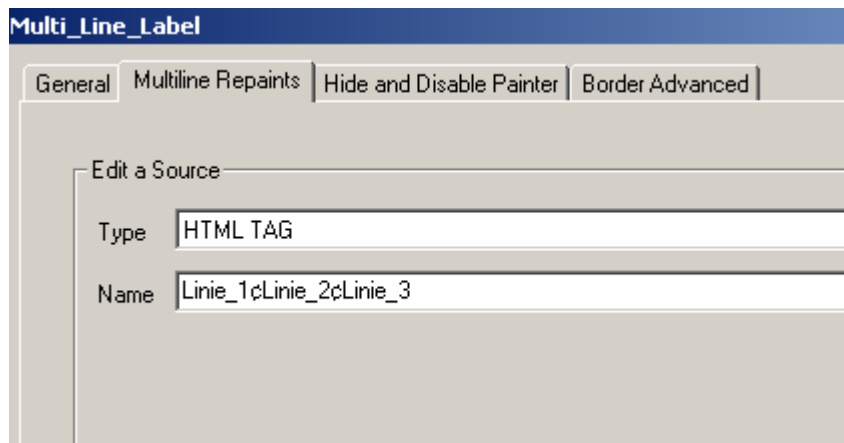 Multi_Line_Label
General Multiline Repaints Hide and Disable Painter Border Advanced
Edit a Source
Type HTML TAG
Name Linie_1¢Linie_2¢Linie_3